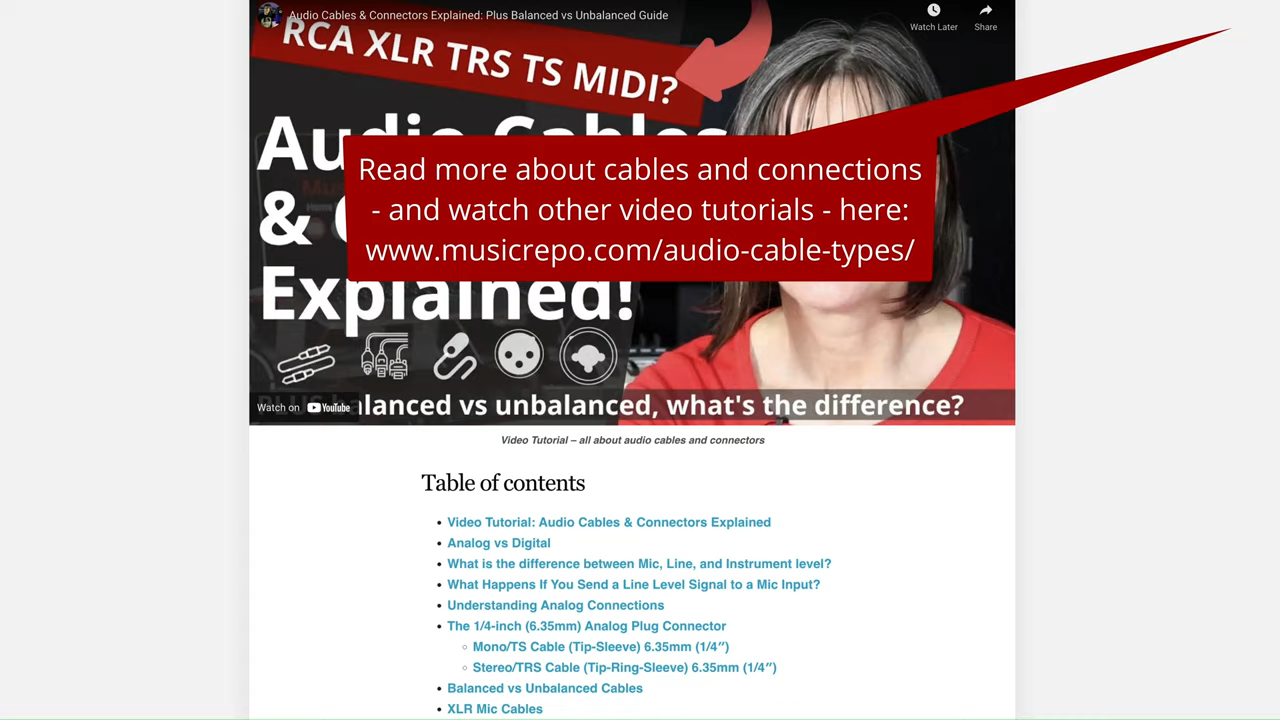 Audio Cables & Connectors Explained: Plus Balanced vs Unbalanced Guide
Watch Later
Share
RCA XLR TRS TS MIDI?
Audio Cables
&
Explained!
Read more about cables and connections
- and watch other video tutorials - here:
www.musicrepo.com/audio-cable-types/
Watch on YouTube
balanced vs unbalanced, what's the difference?
Video Tutorial – all about audio cables and connectors
Table of contents
• Video Tutorial: Audio Cables & Connectors Explained
• Analog vs Digital
• What is the difference between Mic, Line, and Instrument level?
• What Happens If You Send a Line Level Signal to a Mic Input?
• Understanding Analog Connections
• The 1/4-inch (6.35mm) Analog Plug Connector
◦ Mono/TS Cable (Tip-Sleeve) 6.35mm (1/4″)
◦ Stereo/TRS Cable (Tip-Ring-Sleeve) 6.35mm (1/4″)
• Balanced vs Unbalanced Cables
• XLR Mic Cables